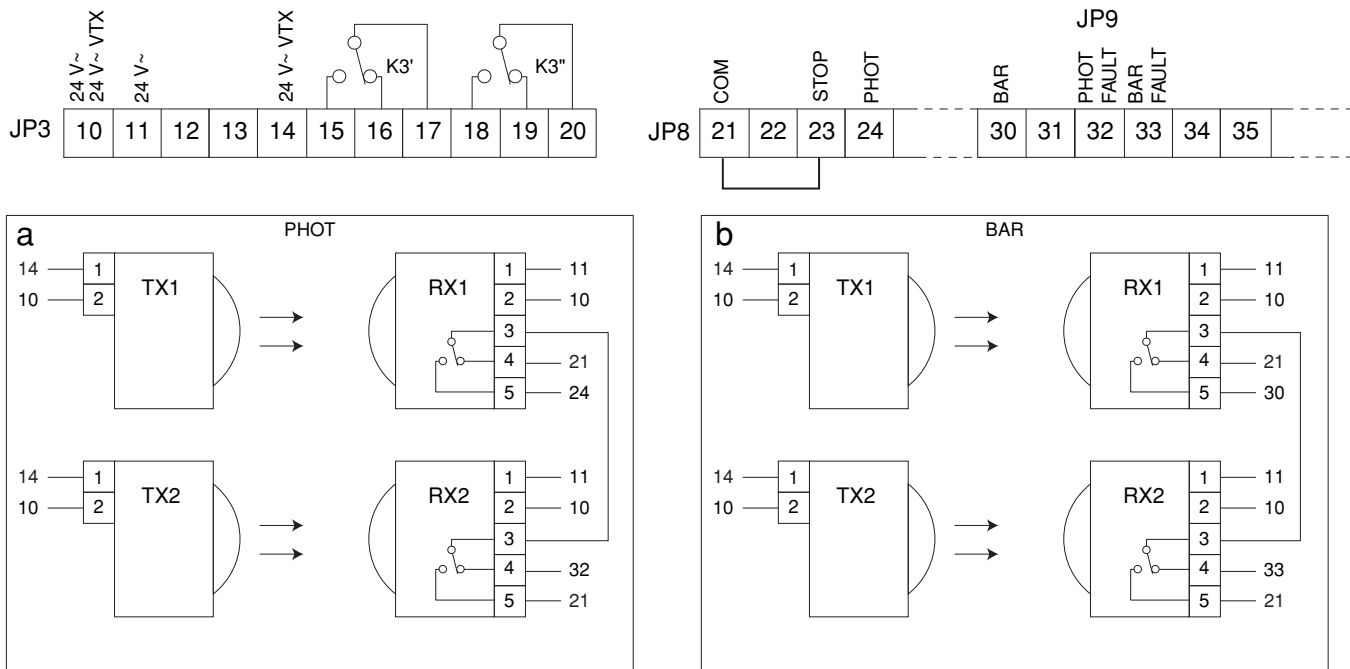 JP9
24 V~
24 V~ VTX
24 V~
24 V~ VTX
K3'
K3"
COM
STOP
PHOT
BAR
PHOT
FAULT
BAR
FAULT
JP3 10 11 12 13 14 15 16 17 18 19 20
JP8 21 22 23 24 30 31 32 33 34 35
a PHOT
14 1 TX1 RX1 1 11
10 2 2 10
3
4 21
5 24
14 1 TX2 RX2 1 11
10 2 2 10
3
4 32
5 21
b BAR
14 1 TX1 RX1 1 11
10 2 2 10
3
4 21
5 30
14 1 TX2 RX2 1 11
10 2 2 10
3
4 33
5 21